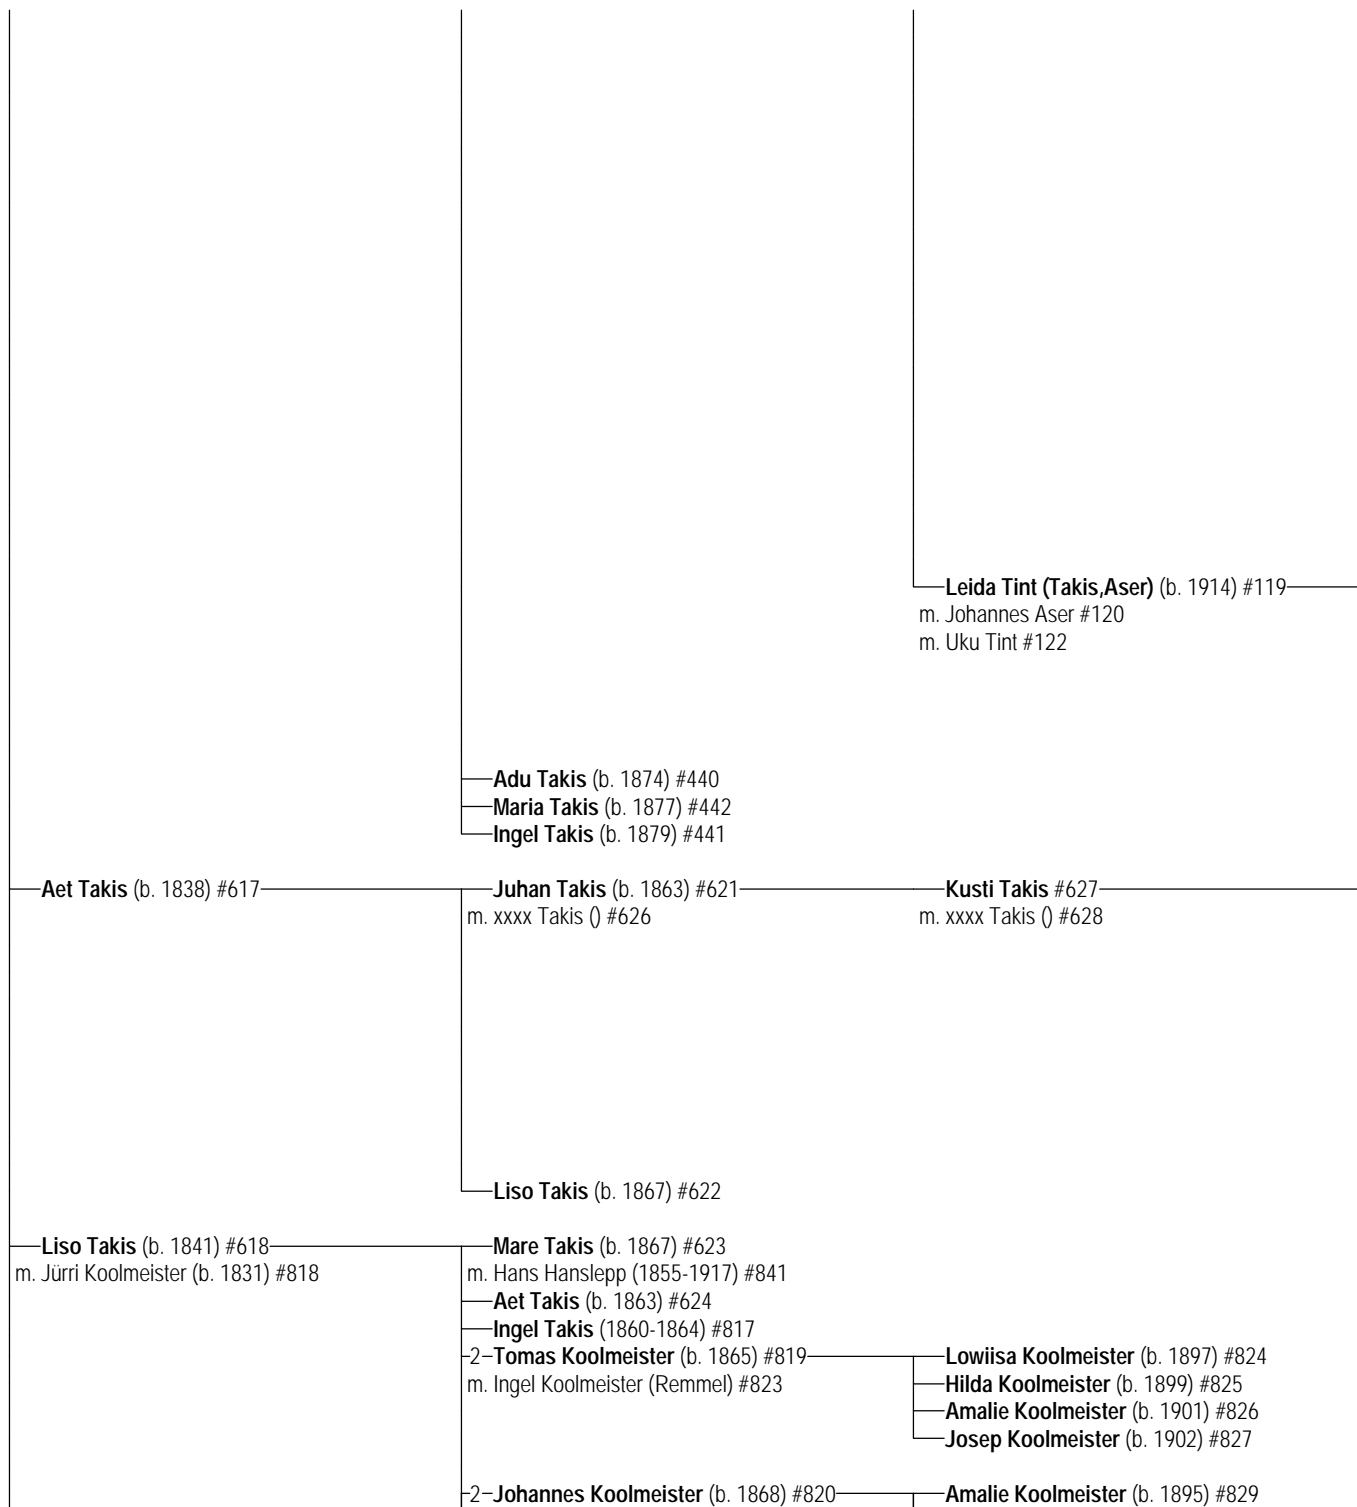 Leida Tint (Takis,Aser) (b. 1914) #119
m. Johannes Aser #120
m. Uku Tint #122
Adu Takis (b. 1874) #440
Maria Takis (b. 1877) #442
Ingel Takis (b. 1879) #441
Aet Takis (b. 1838) #617
Juhan Takis (b. 1863) #621
m. xxxx Takis () #626
Kusti Takis #627
m. xxxx Takis () #628
Liso Takis (b. 1867) #622
Liso Takis (b. 1841) #618
m. Jürri Koolmeister (b. 1831) #818
Mare Takis (b. 1867) #623
m. Hans Hanslepp (1855-1917) #841
Aet Takis (b. 1863) #624
Ingel Takis (1860-1864) #817
2 Tomas Koolmeister (b. 1865) #819
m. Ingel Koolmeister (Remmel) #823
Lowiisa Koolmeister (b. 1897) #824
Hilda Koolmeister (b. 1899) #825
Amalie Koolmeister (b. 1901) #826
Josep Koolmeister (b. 1902) #827
2 Johannes Koolmeister (b. 1868) #820
Amalie Koolmeister (b. 1895) #829